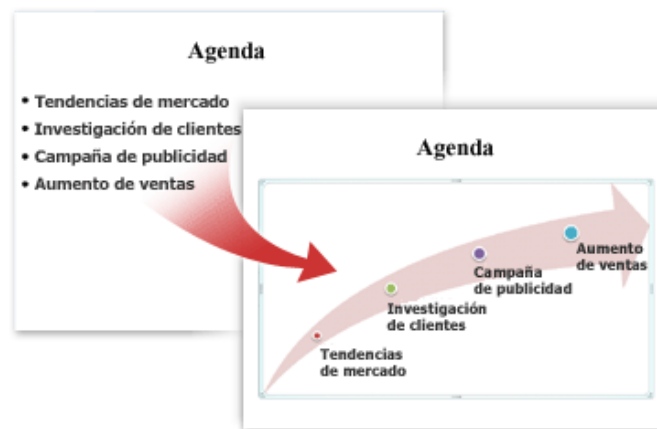 Agenda
• Tendencias de mercado
• Investigación de clientes
• Campaña de publicidad
• Aumento de ventas
Agenda
Aumento
de ventas
Campaña
de publicidad
Investigación
de clientes
Tendencias
de mercado